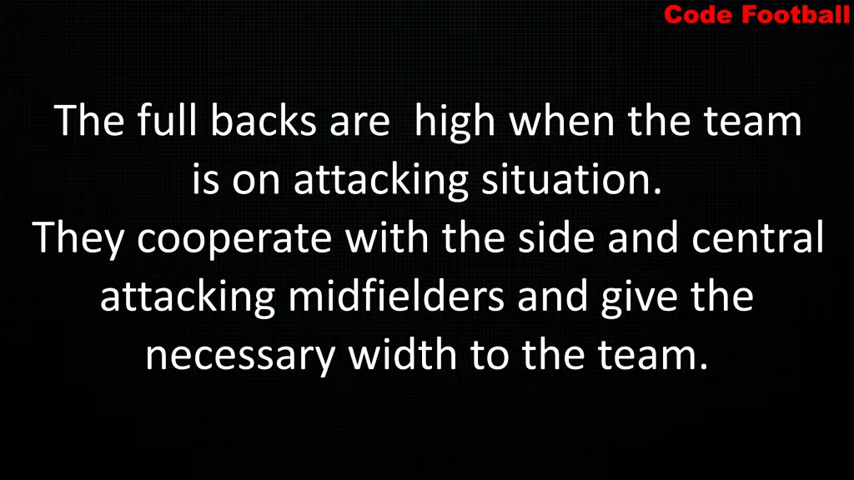 Code Football
The full backs are  high when the team
is on attacking situation.
They cooperate with the side and central
attacking midfielders and give the
necessary width to the team.